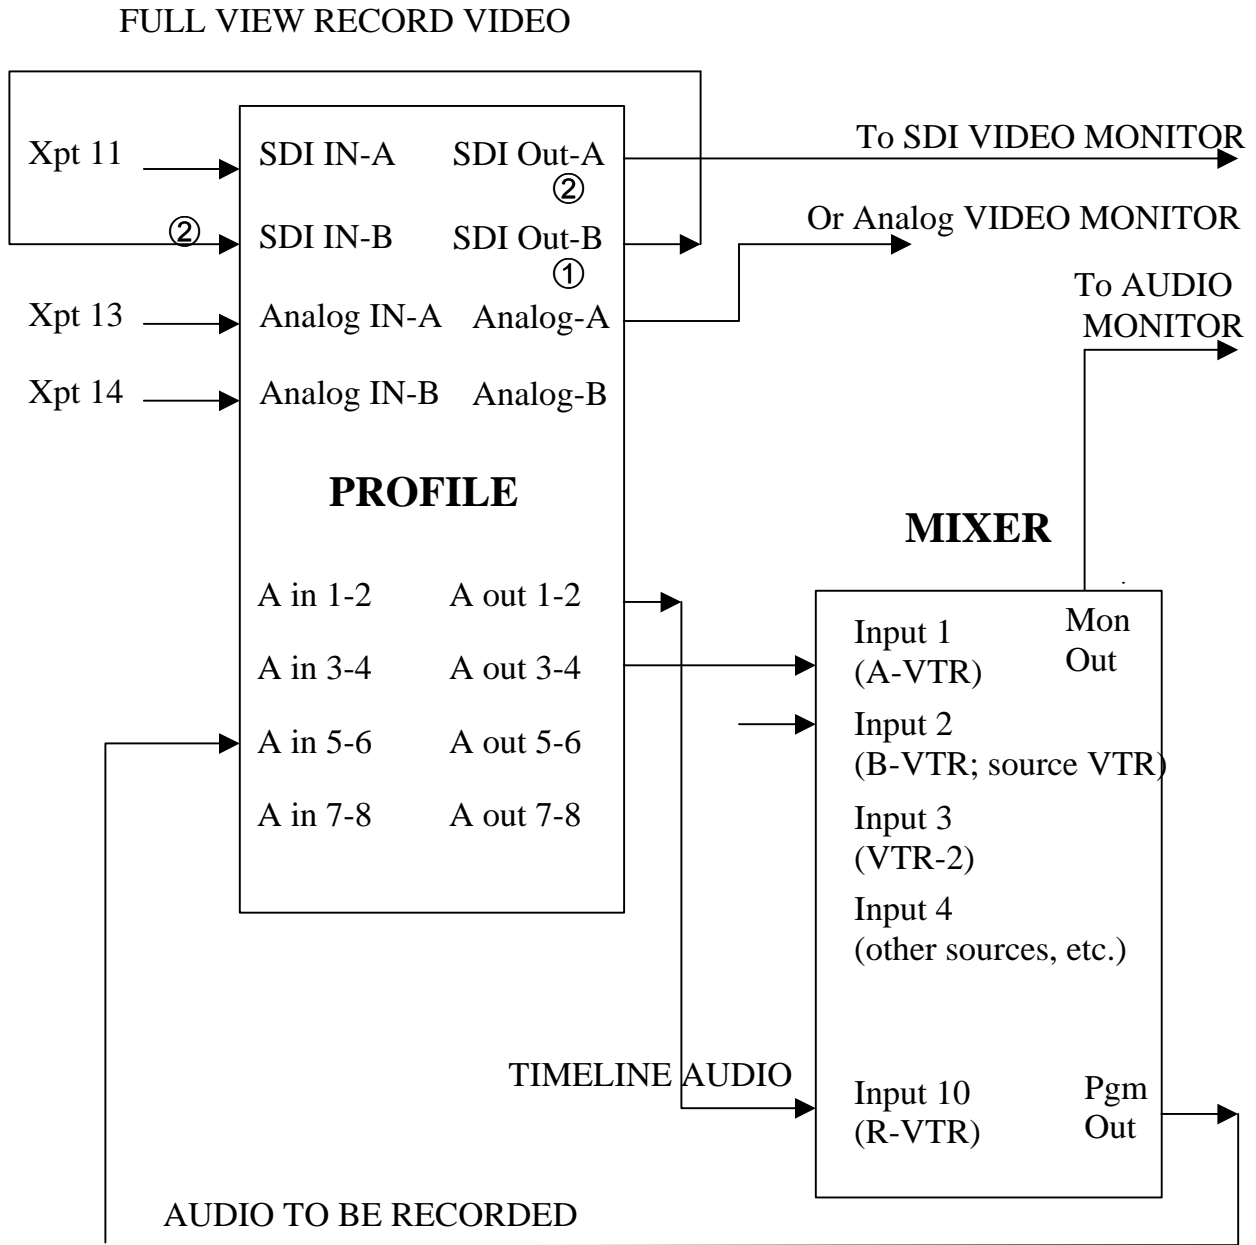 FULL VIEW RECORD VIDEO
To SDI VIDEO MONITOR
Xpt 11
SDI IN-A
SDI Out-A
②
Or Analog VIDEO MONITOR
②
SDI IN-B
SDI Out-B
①
To AUDIO
MONITOR
Xpt 13
Analog IN-A
Analog-A
Xpt 14
Analog IN-B
Analog-B
PROFILE
MIXER
A in 1-2
A out 1-2
A in 3-4
A out 3-4
A in 5-6
A out 5-6
A in 7-8
A out 7-8
Input 1
(A-VTR)
Mon
Out
Input 2
(B-VTR; source VTR)
Input 3
(VTR-2)
Input 4
(other sources, etc.)
TIMELINE AUDIO
Input 10
(R-VTR)
Pgm
Out
AUDIO TO BE RECORDED